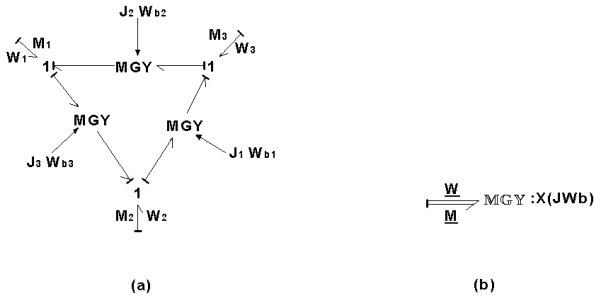 J2 Wb2
M1
M3
W1
W3
1
MGY
1
MGY
MGY
J3 Wb3
J1 Wb1
1
M2 W2
W
M
MGY :X(JWb)
(a)
(b)